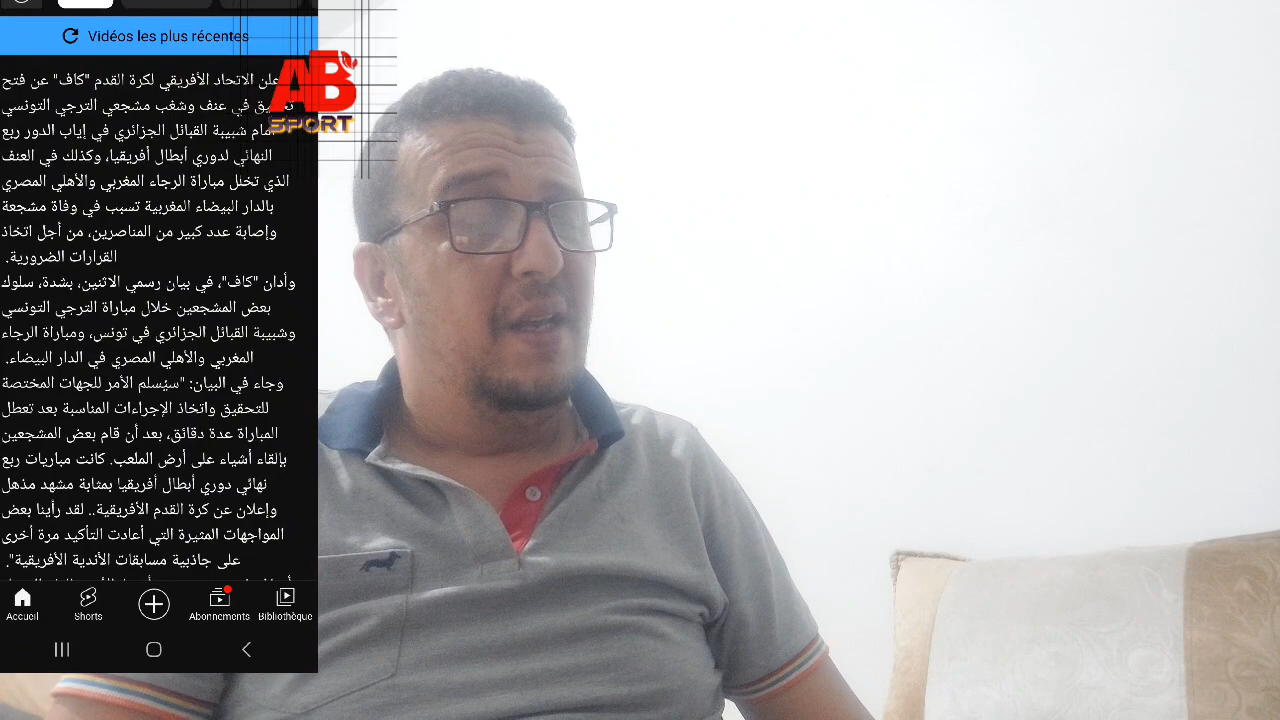 Vidéos les plus récentes
علن الاتحاد الأفريقي لكرة القدم "كاف" عن فتح
في عنف وشغب مشجعي الترجي التونسي
أمام شبيبة القبائل الجزائري في إياب
النهائي لدوري أبطال أفريقيا، وكذلك في العنف
الذي تخلل مباراة الرجاء المغربي والأهلي المصري
بالدار البيضاء المغربية تسبب في وفاة مشجعة
وإصابة عدد كبير من المناصرين، من أجل اتخاذ
القرارات الضرورية.
وأدان "كاف"، في بيان رسمي الاثنين، بشدة، سلوك
بعض المشجعين خلال مباراة الترجي التونسي
وشبيبة القبائل الجزائري في تونس، ومباراة الرجاء
المغربي والأهلي المصري في الدار البيضاء.
وجاء في البيان: "سيُسلم الأمر للجهات المختصة
للتحقيق واتخاذ الإجراءات المناسبة بعد تعطل
المباراة عدة دقائق، بعد أن قام بعض المشجعين
بإلقاء أشياء على أرض الملعب. كانت مباريات ربع
نهائي دوري أبطال أفريقيا بمثابة مشهد مذهل
وإعلان عن كرة القدم الأفريقية.. لقد رأينا بعض
المواجهات المثيرة التي أعادت التأكيد مرة أخرى
على جاذبية مسابقات الأندية الأفريقية".
Accueil
Shorts
Abonnements
Bibliothèque
AB
SPORT